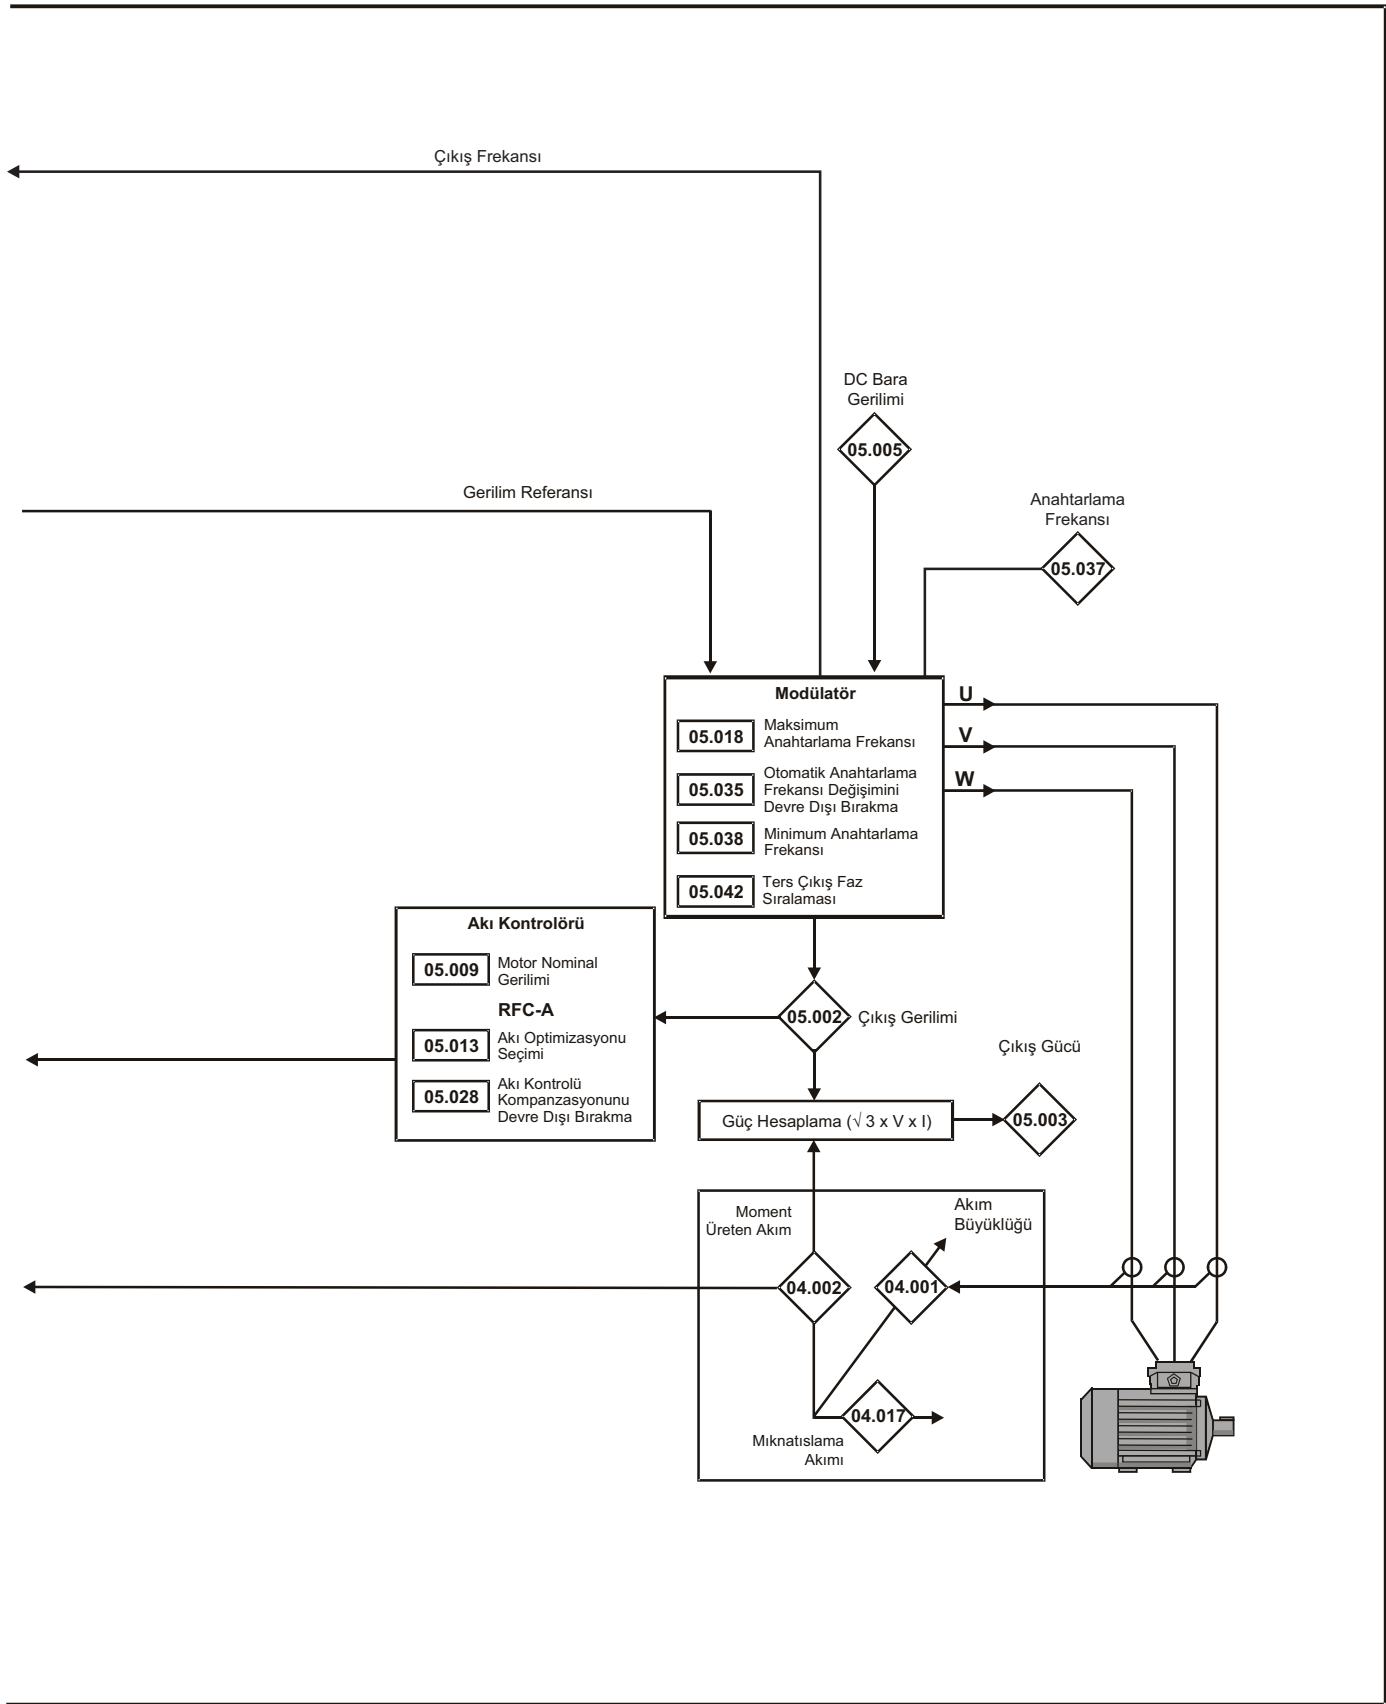 Çıkış Frekansı
DC Bara
Gerilimi
05.005
Gerilim Referansı
Anahtarlama
Frekansı
05.037
Modülatör
05.018
Maksimum
Anahtarlama Frekansı
05.035
Otomatik Anahtarlama
Frekansı Değişimini
Devre Dışı Bırakma
05.038
Minimum Anahtarlama
Frekansı
05.042
Ters Çıkış Faz
Sıralaması
U
V
W
Akı Kontrolörü
05.009
Motor Nominal
Gerilimi
RFC-A
05.013
Akı Optimizasyonu
Seçimi
05.028
Akı Kontrolü
Kompanzasyonunu
Devre Dışı Bırakma
05.002
Çıkış Gerilimi
Çıkış Gücü
Güç Hesaplama (√ 3 x V x I)
05.003
Moment
Üreten Akım
Akım
Büyüklüğü
04.002
04.001
04.017
Mıknatıslama
Akımı